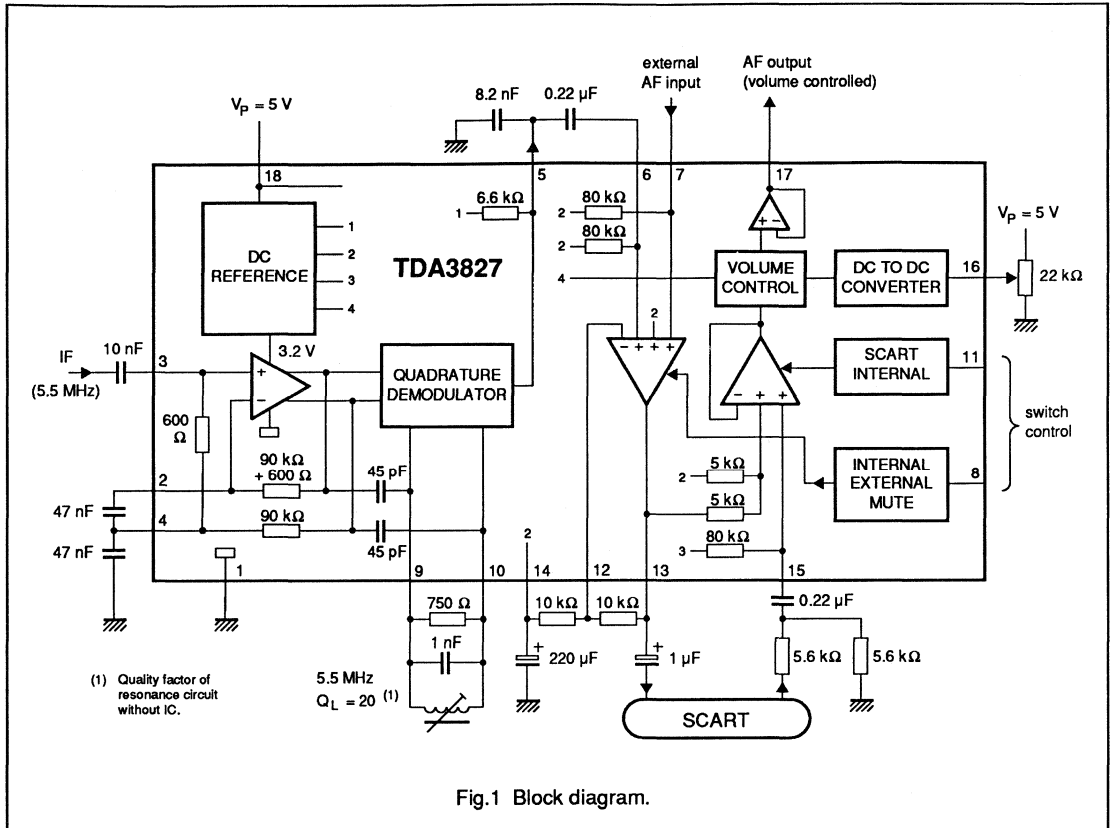 external
AF input
AF output
(volume controlled)
VP = 5 V
8.2 nF
0.22 µF
18
5
6
7
17
6.6 kΩ
1
80 kΩ
2
80 kΩ
2
VP = 5 V
DC
REFERENCE
1
2
3
4
TDA3827
4
VOLUME
CONTROL
DC TO DC
CONVERTER
16
22 kΩ
+ −
3.2 V
IF
10 nF
3
(5.5 MHz)
+
−
QUADRATURE
DEMODULATOR
2
− + + +
SCART
INTERNAL
11
− + +
switch
control
600
Ω
90 kΩ
+ 600 Ω
45 pF
2
47 nF
4
90 kΩ
45 pF
47 nF
5 kΩ
2
5 kΩ
80 kΩ
3
INTERNAL
EXTERNAL
MUTE
8
2
1
9
10
14
12
13
15
750 Ω
10 kΩ
10 kΩ
0.22 µF
1 nF
+
220 µF
+
1 µF
5.6 kΩ
5.6 kΩ
5.5 MHz
QL = 20 (1)
(1) Quality factor of
resonance circuit
without IC.
SCART
Fig.1 Block diagram.